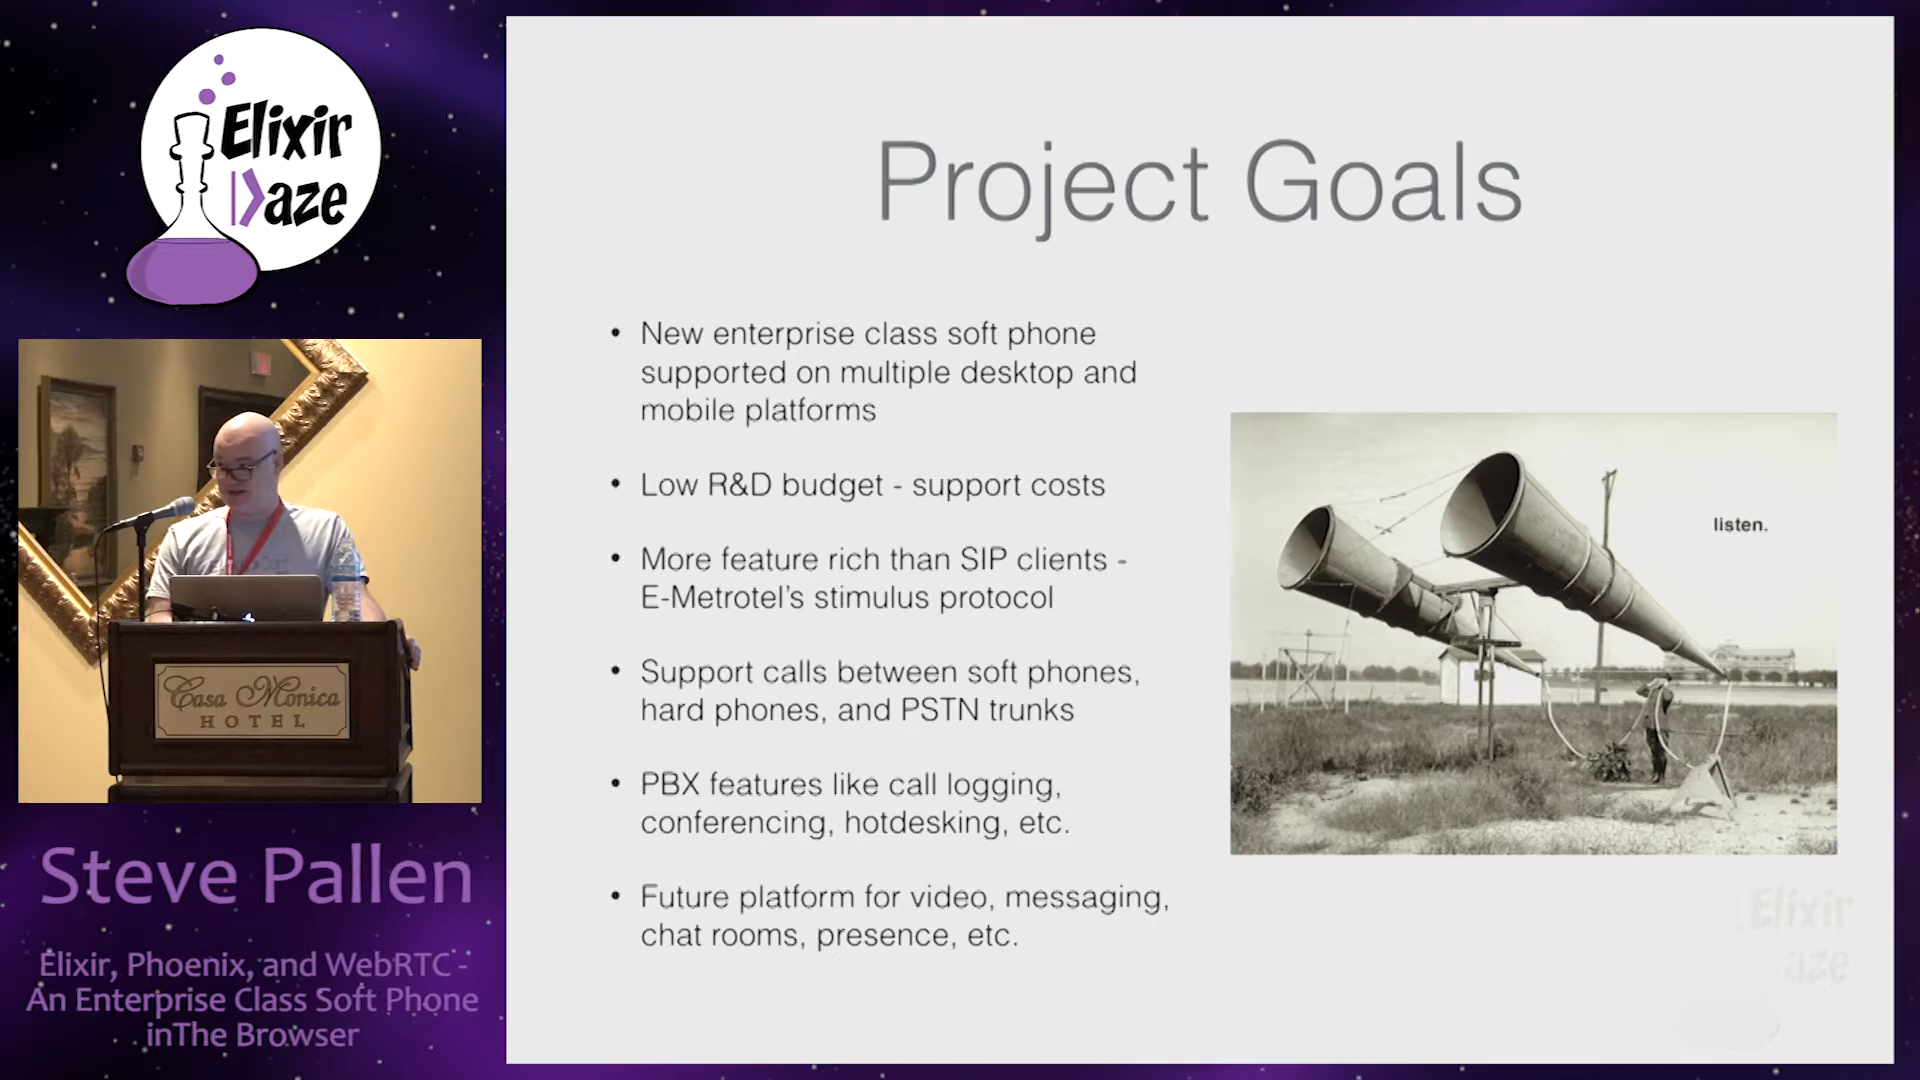 Elixir
Daze
Casa Monica
HOTEL
Steve Pallen
Elixir, Phoenix, and WebRTC -
An Enterprise Class Soft Phone
inThe Browser
Project Goals
• New enterprise class soft phone
supported on multiple desktop and
mobile platforms
• Low R&D budget - support costs
• More feature rich than SIP clients -
E-Metrotel's stimulus protocol
• Support calls between soft phones,
hard phones, and PSTN trunks
• PBX features like call logging,
conferencing, hotdesking, etc.
• Future platform for video, messaging,
chat rooms, presence, etc.
listen.
Elixir
aze